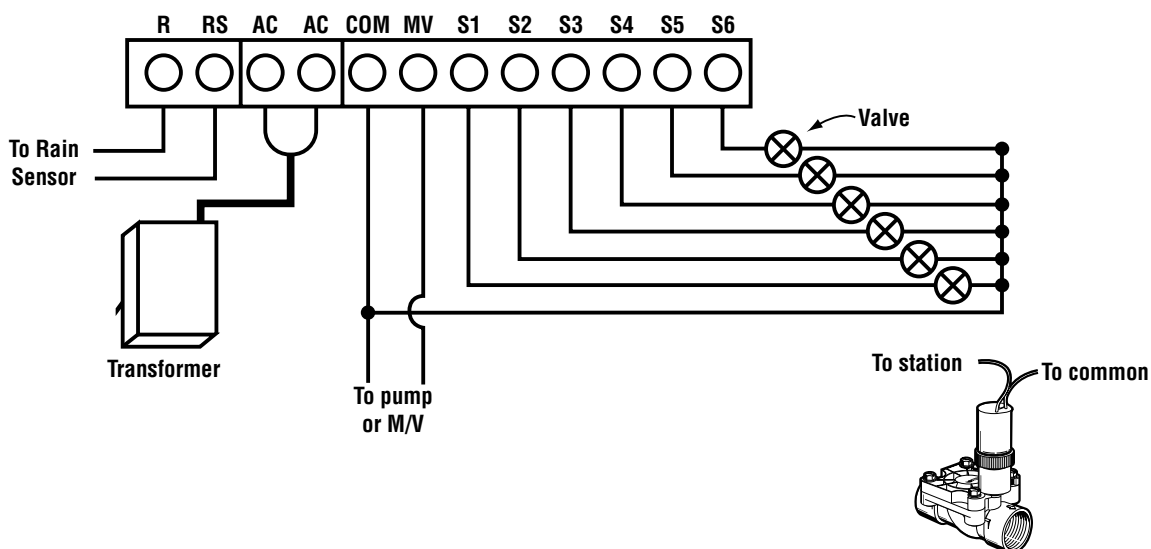 R RS AC AC COM MV S1 S2 S3 S4 S5 S6
Valve
To Rain
Sensor
Transformer
To pump
or M/V
To station
To common